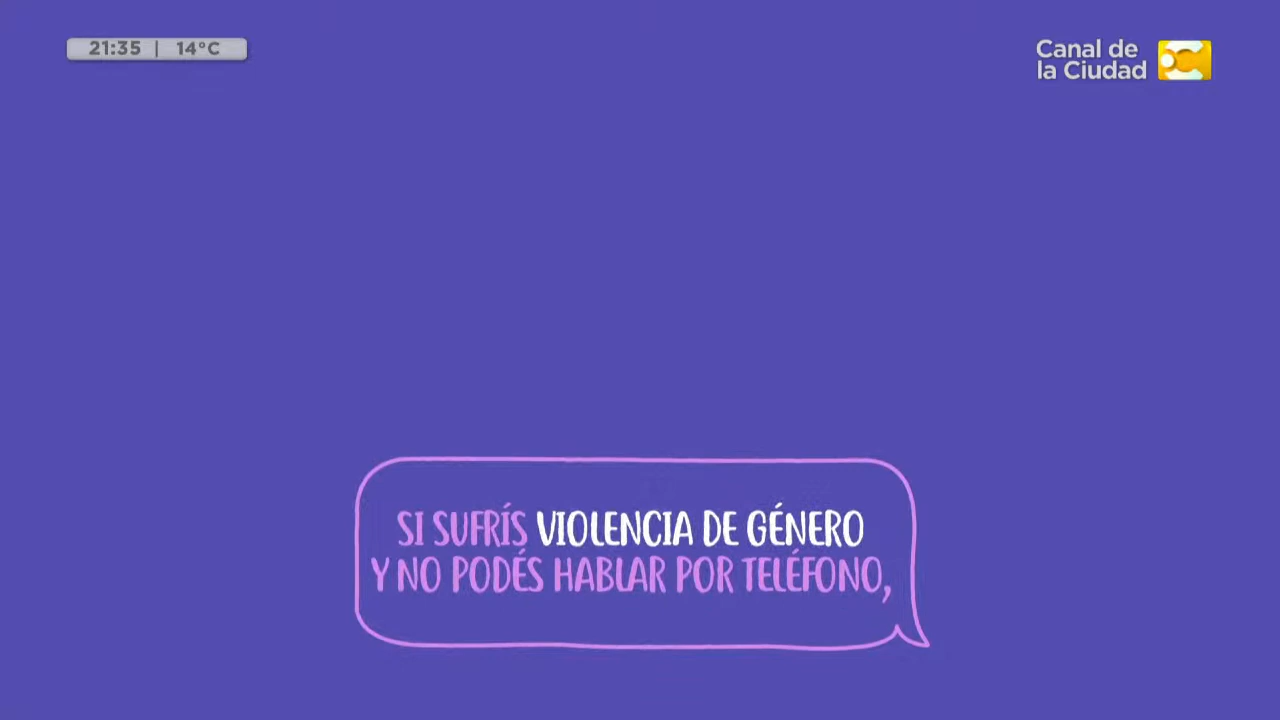 21:35 | 14°C
Canal de
la Ciudad
SI SUFRÍS VIOLENCIA DE GÉNERO
Y NO PODÉS HABLAR POR TELÉFONO,